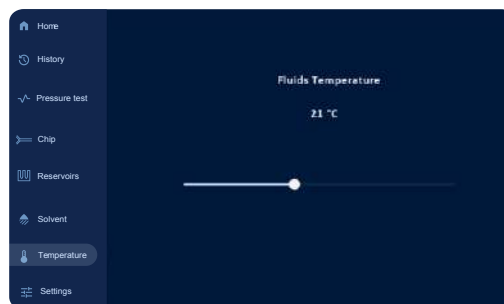 Home
History
Pressure test
Chip
Reservoirs
Solvent
Temperature
Settings
Fluids Temperature
21 °C